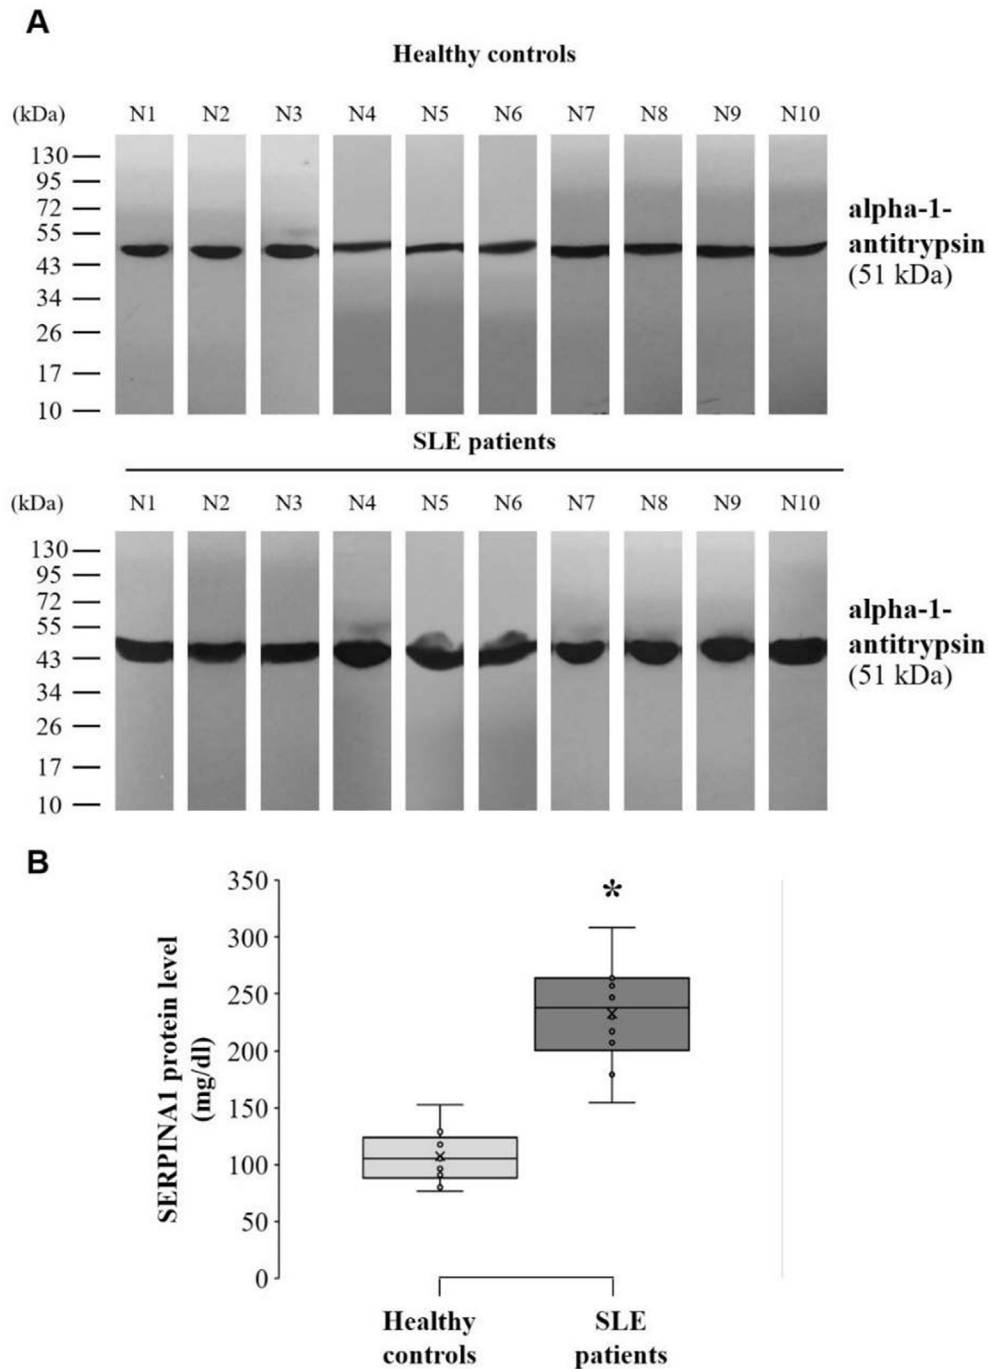 A
Healthy controls
(kDa) N1 N2 N3 N4 N5 N6 N7 N8 N9 N10
130
95
72
55
43
34
26
17
10
alpha-1-
antitrypsin
(51 kDa)
SLE patients
(kDa) N1 N2 N3 N4 N5 N6 N7 N8 N9 N10
130
95
72
55
43
34
26
17
10
alpha-1-
antitrypsin
(51 kDa)
B
SERPINA1 protein level
(mg/dl)
350
300
250
200
150
100
50
0
*
Healthy
controls
SLE
patients